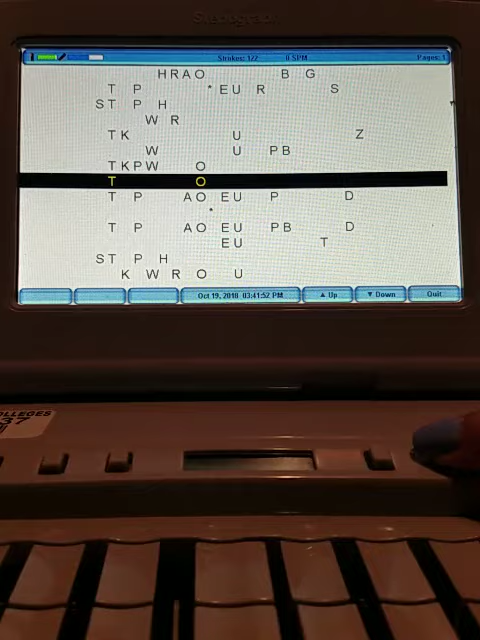 Stenograph
Strokes: 1/2 0 SPM Pages: 1
HRAO B G
T P * EU R S
ST P H
W R
TK U Z
W U PB
TKPW O
T O
T P AO EU P D
*
T P AO EU PB D
EU T
ST P H
K W R O U
Oct 19, 2018 03:41:52 PM ▲ Up ▼ Down Quit
OLLEGES
37